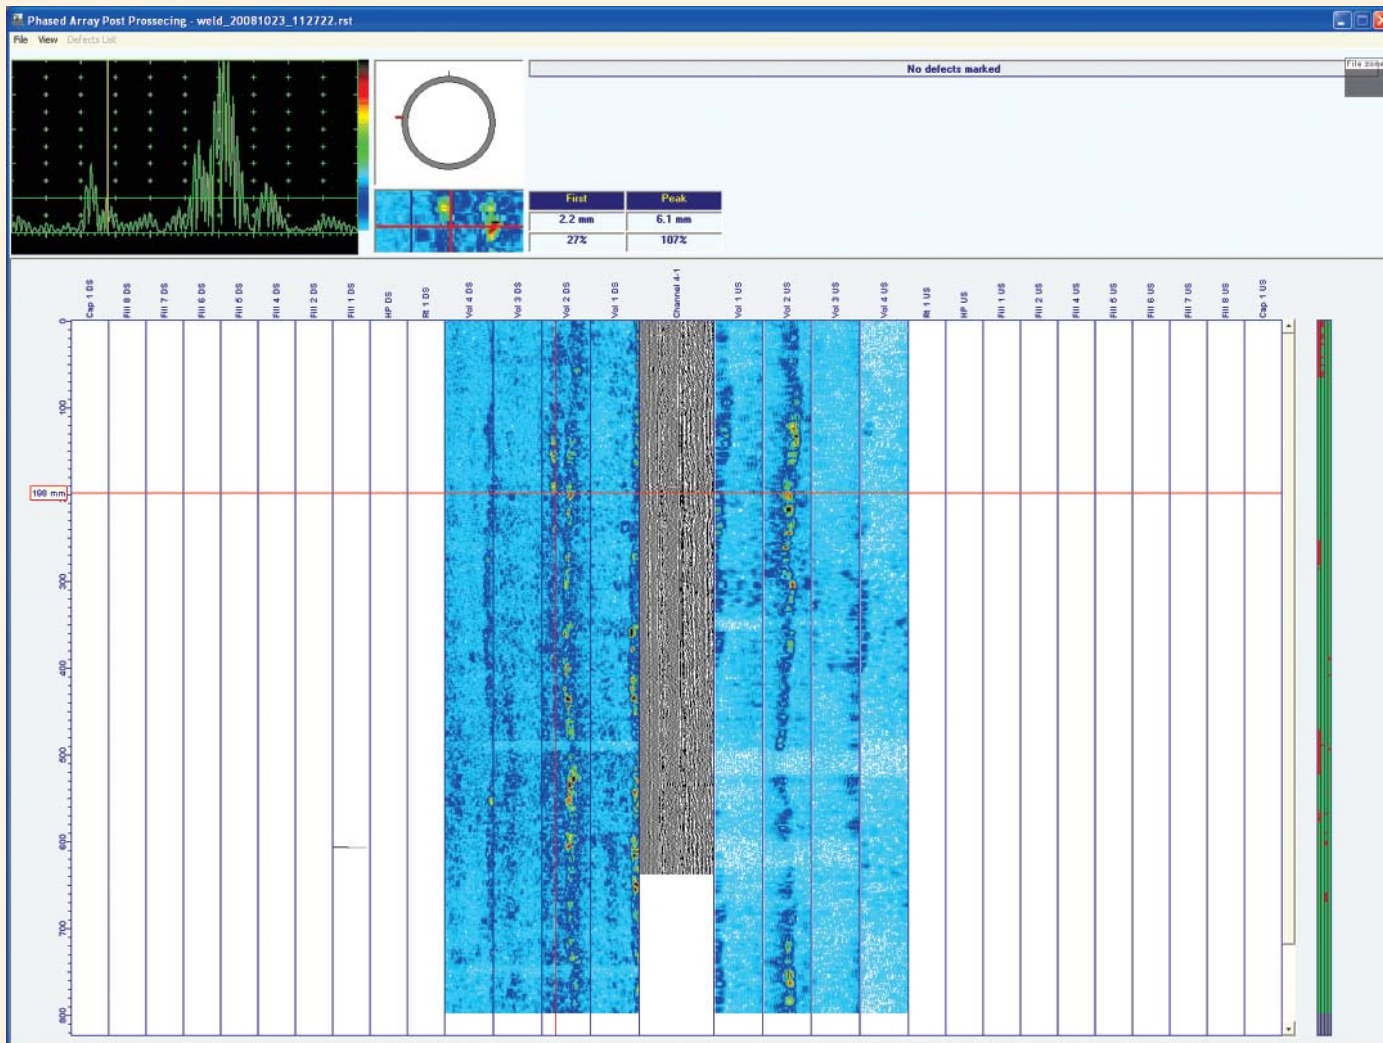 Phased Array Post Prossecing - weld_20081023_112722.rst
File View Defects List
No defects marked
File zone
First Peak
2.2 mm 6.1 mm
27% 107%
Cap 1 DS
Fill 8 DS
Fill 7 DS
Fill 6 DS
Fill 5 DS
Fill 4 DS
Fill 2 DS
Fill 1 DS
HP DS
Rt 1 DS
Vol 4 DS
Vol 3 DS
Vol 2 DS
Vol 1 DS
Channel 4-1
Vol 1 US
Vol 2 US
Vol 3 US
Vol 4 US
Rt 1 US
HP US
Fill 1 US
Fill 2 US
Fill 4 US
Fill 5 US
Fill 6 US
Fill 7 US
Fill 8 US
Cap 1 US
0
100
198 mm
300
400
500
600
700
800